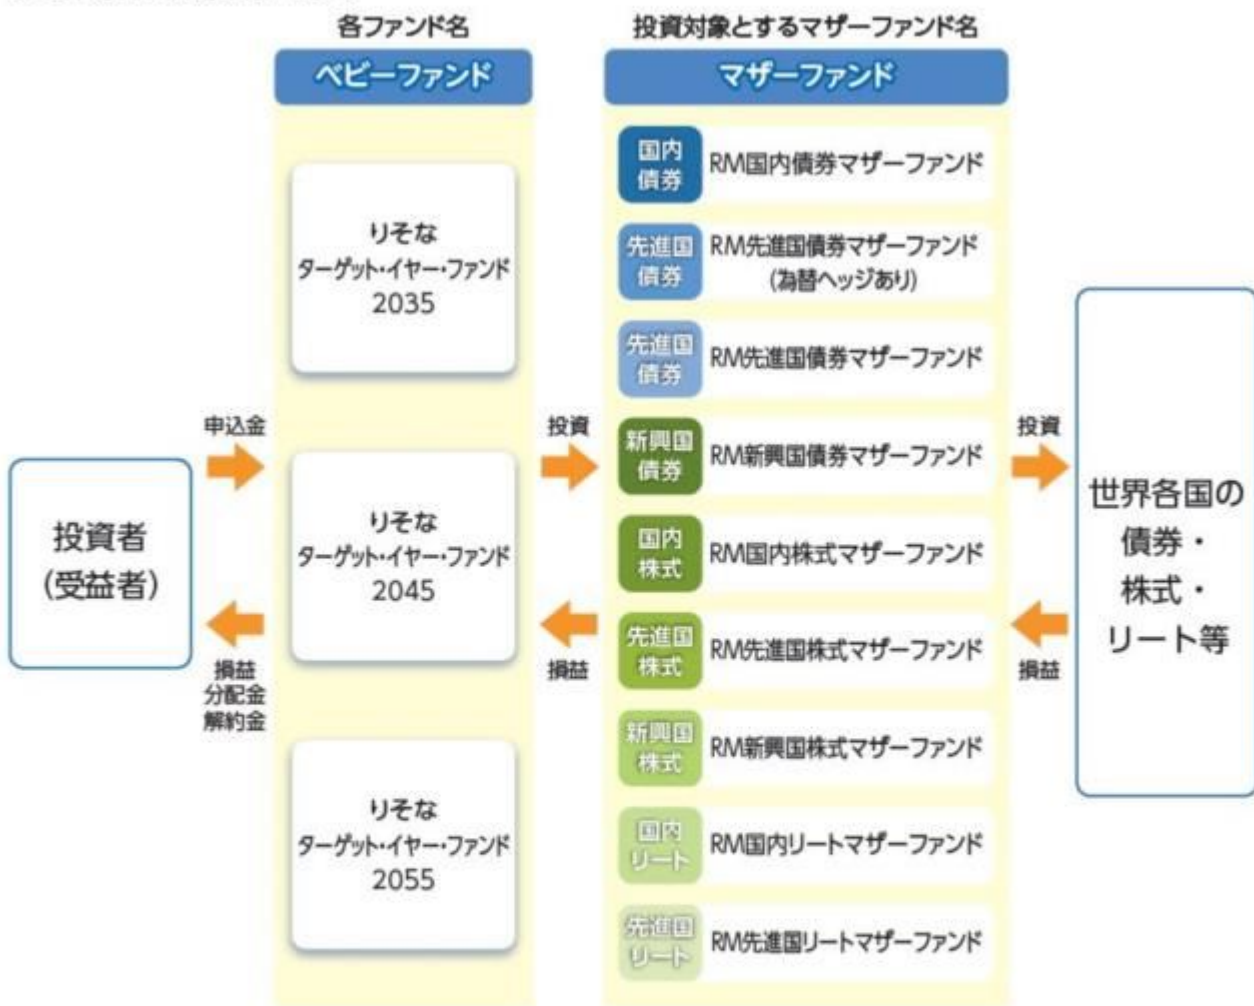 各ファンド名
ベビーファンド
りそな
ターゲット・イヤー・ファンド
2035
りそな
ターゲット・イヤー・ファンド
2045
りそな
ターゲット・イヤー・ファンド
2055
投資対象とするマザーファンド名
マザーファンド
国内
債券
RM国内債券マザーファンド
先進国
債券
RM先進国債券マザーファンド
(為替ヘッジあり)
先進国
債券
RM先進国債券マザーファンド
新興国
債券
RM新興国債券マザーファンド
国内
株式
RM国内株式マザーファンド
先進国
株式
RM先進国株式マザーファンド
新興国
株式
RM新興国株式マザーファンド
国内
リート
RM国内リートマザーファンド
先進国
リート
RM先進国リートマザーファンド
投資者
(受益者)
申込金
損益
分配金
解約金
投資
損益
投資
損益
世界各国の
債券・
株式・
リート等